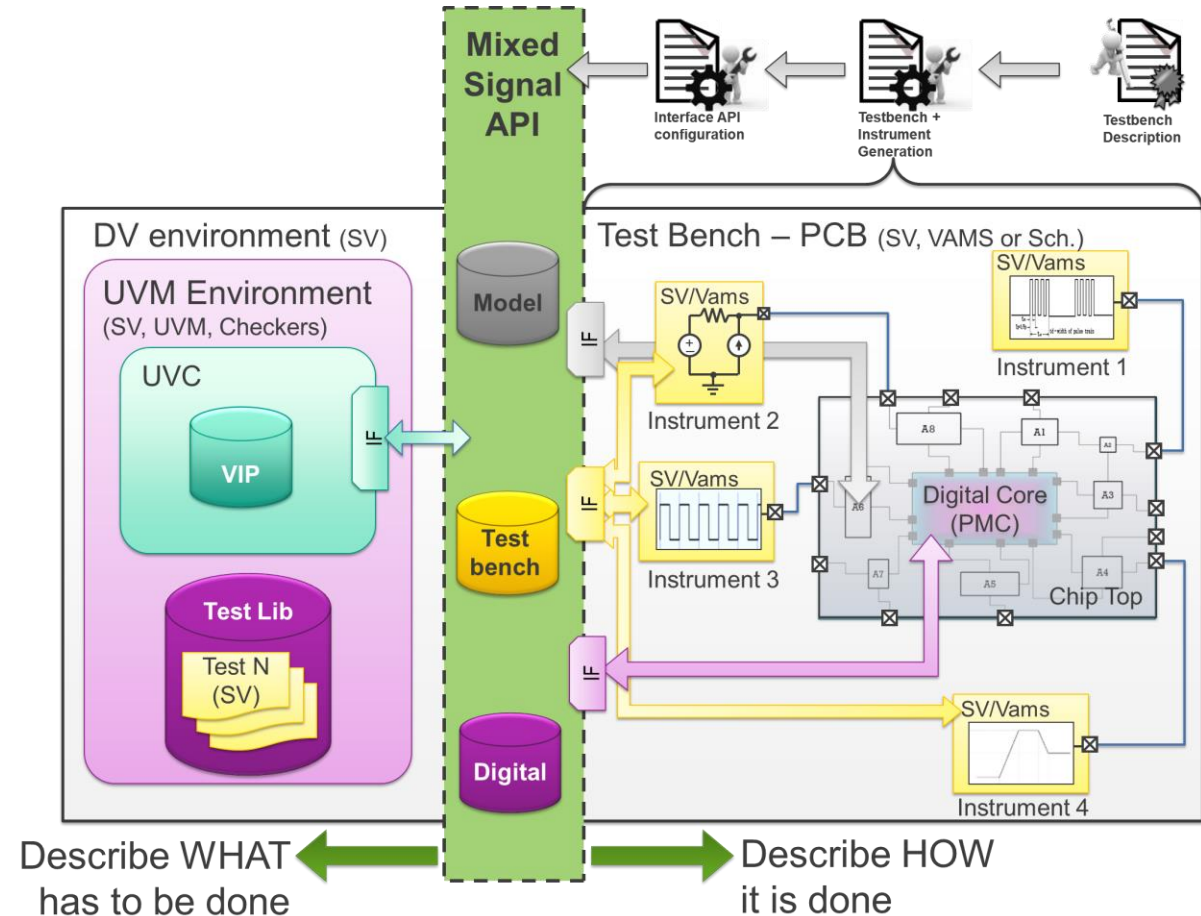 Mixed
Signal
API
Interface API
configuration
Testbench +
Instrument
Generation
Testbench
Description
DV environment (SV)
UVM Environment
(SV, UVM, Checkers)
UVC
VIP
IF
Test Lib
Test N
(SV)
Model
Test
bench
Digital
IF
IF
IF
Test Bench – PCB (SV, VAMS or Sch.)
SV/Vams
Instrument 2
SV/Vams
Instrument 1
SV/Vams
Instrument 3
A8
A1
A2
A3
A6
Digital Core
(PMC)
A7
A5
A4
Chip Top
SV/Vams
Instrument 4
Describe WHAT
has to be done
Describe HOW
it is done